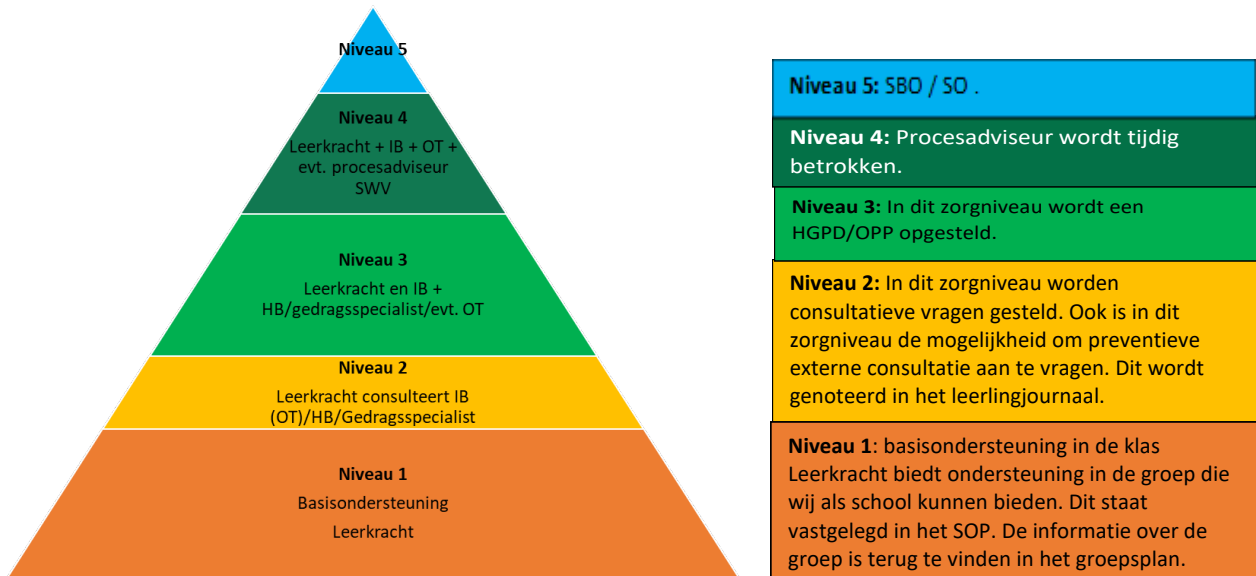 Niveau 5
Niveau 4
Leerkracht + IB + OT +
evt. procesadviseur
SWV
Niveau 3
Leerkracht en IB +
HB/gedragsspecialist/evt. OT
Niveau 2
Leerkracht consulteert IB
(OT)/HB/Gedragsspecialist
Niveau 1
Basisondersteuning
Leerkracht
Niveau 5: SBO / SO .
Niveau 4: Procesadviseur wordt tijdig
betrokken.
Niveau 3: In dit zorgniveau wordt een
HGPD/OPP opgesteld.
Niveau 2: In dit zorgniveau worden
consultatieve vragen gesteld. Ook is in dit
zorgniveau de mogelijkheid om preventieve
externe consultatie aan te vragen. Dit wordt
genoteerd in het leerlingjournaal.
Niveau 1: basisondersteuning in de klas
Leerkracht biedt ondersteuning in de groep die
wij als school kunnen bieden. Dit staat
vastgelegd in het SOP. De informatie over de
groep is terug te vinden in het groepsplan.